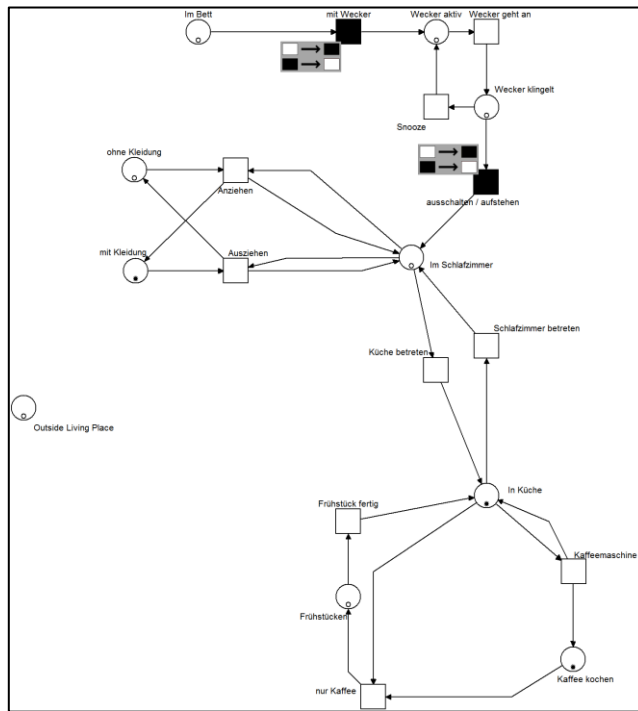 Im Bett
mit Wecker
Wecker aktiv
Wecker geht an
Wecker klingelt
Snooze
ohne Kleidung
Anziehen
ausschalten / aufstehen
mit Kleidung
Ausziehen
Im Schlafzimmer
Schlafzimmer betreten
Küche betreten
Outside Living Place
In Küche
Frühstück fertig
Kaffeemaschine
Frühstücken
Kaffee kochen
nur Kaffee